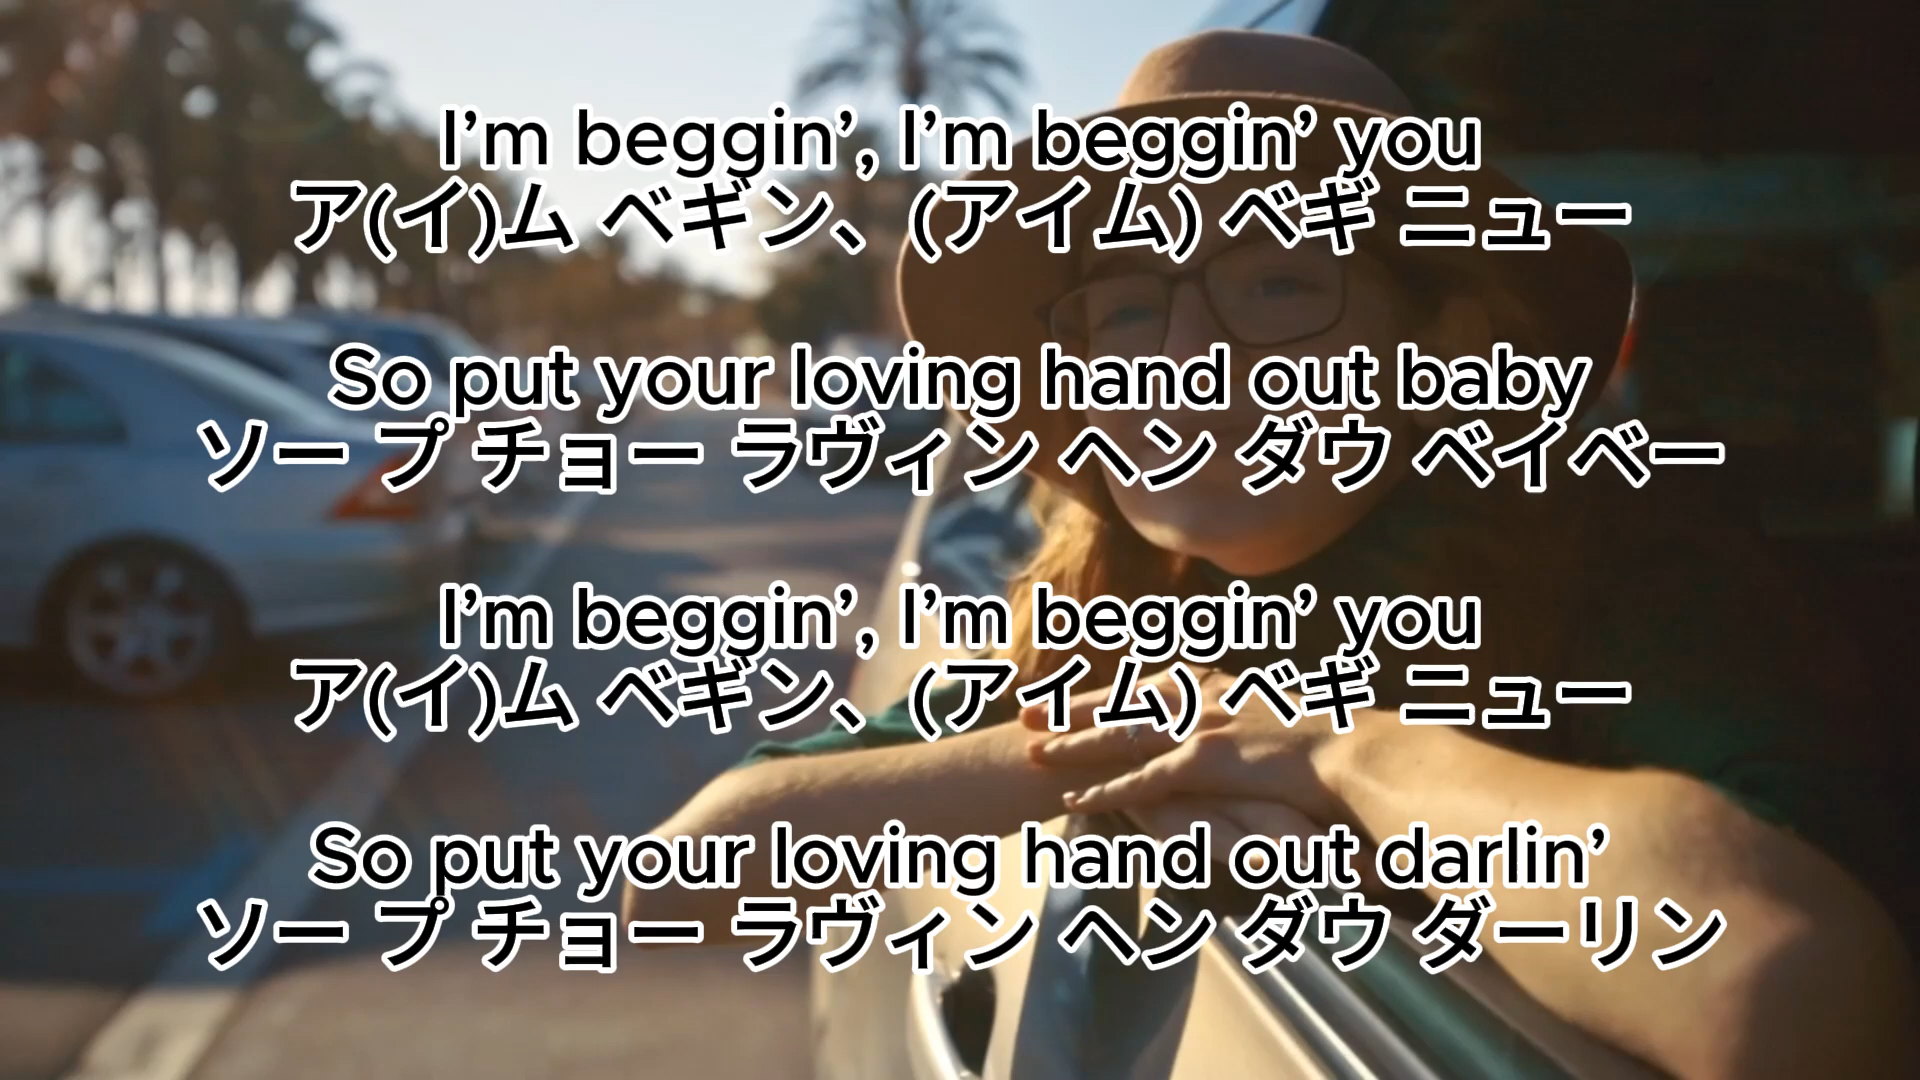 I'm beggin', I'm beggin' you
ア(イ)ム ベギン、(アイム) ベギ ニュー
So put your loving hand out baby
ソー プ チョー ラヴィン ヘン ダウ ベイベー
I'm beggin', I'm beggin' you
ア(イ)ム ベギン、(アイム) ベギ ニュー
So put your loving hand out darlin'
ソー プ チョー ラヴィン ヘン ダウ ダーリン